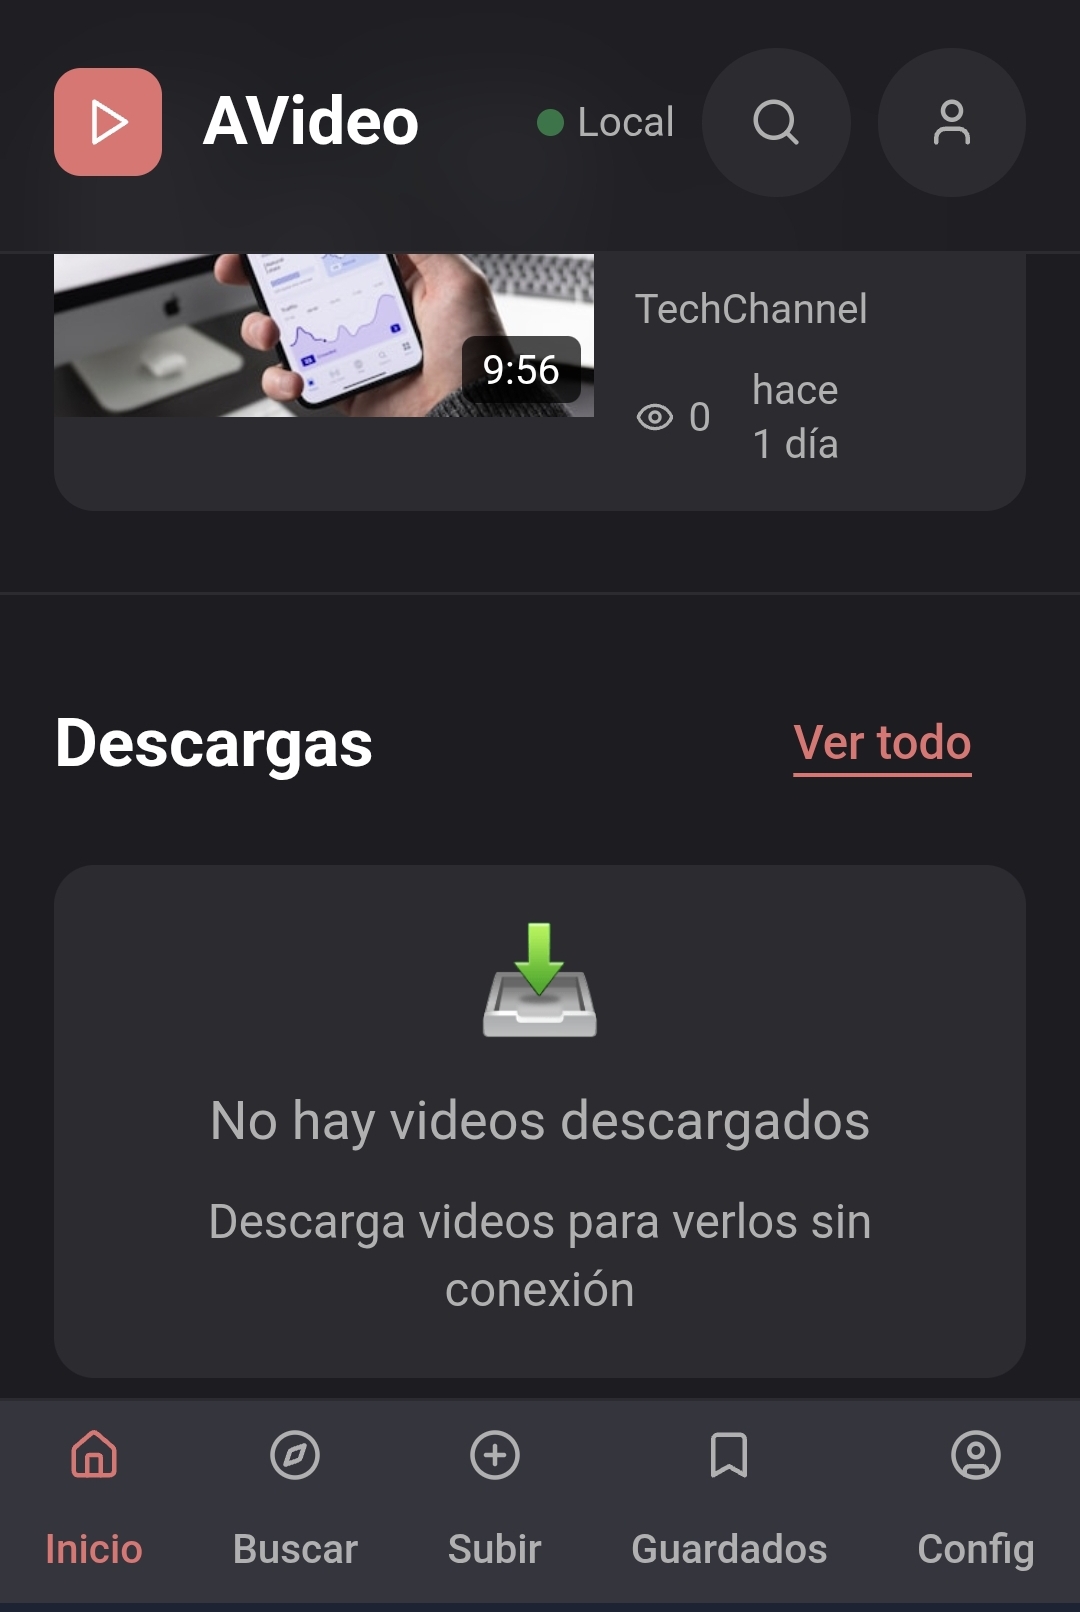 AVideo
Local
9:56
TechChannel
0
hace
1 día
Descargas
Ver todo
No hay videos descargados
Descarga videos para verlos sin
conexión
Inicio
Buscar
Subir
Guardados
Config